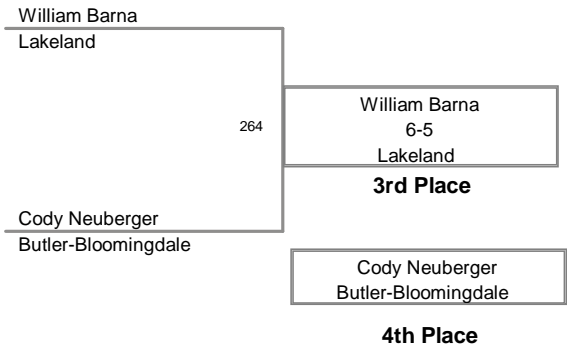 William Barna
Lakeland
264
William Barna
6-5
Lakeland
3rd Place
Cody Neuberger
Butler-Bloomingdale
Cody Neuberger
Butler-Bloomingdale
4th Place